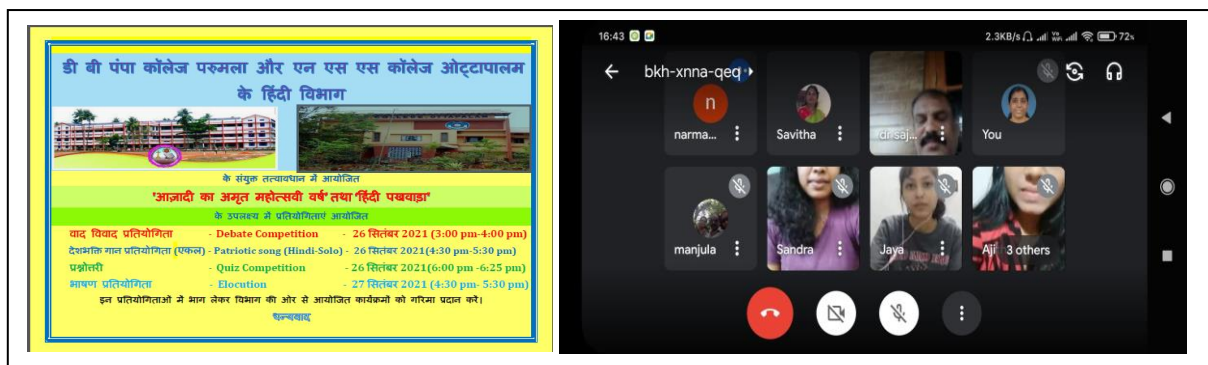 डी बी पंपा कॉलेज परुमला और एन एस एस कॉलेज ओट्टापालम
के हिंदी विभाग
के संयुक्त तत्वावधान में आयोजित
'आज़ादी का अमृत महोत्सवी वर्ष' तथा 'हिंदी पखवाड़ा'
के उपलक्ष्य में प्रतियोगिताएं आयोजित
वाद विवाद प्रतियोगिता - Debate Competition - 26 सितंबर 2021 (3:00 pm-4:00 pm)
देशभक्ति गान प्रतियोगिता (एकल) - Patriotic song (Hindi-Solo) - 26 सितंबर 2021(4:30 pm-5:30 pm)
प्रश्नोत्तरी - Quiz Competition - 26 सितंबर 2021(6:00 pm -6:25 pm)
भाषण प्रतियोगिता - Elocution - 27 सितंबर 2021 (4:30 pm- 5:30 pm)
इन प्रतियोगिताओं में भाग लेकर विभाग की ओर से आयोजित कार्यक्रमों को गरिमा प्रदान करें।
धन्यवाद
16:43 2.3KB/s 72%
bkh-xnna-qeq
n
narma... Savitha dr saj... You
manjula Sandra Jaya Aji 3 others